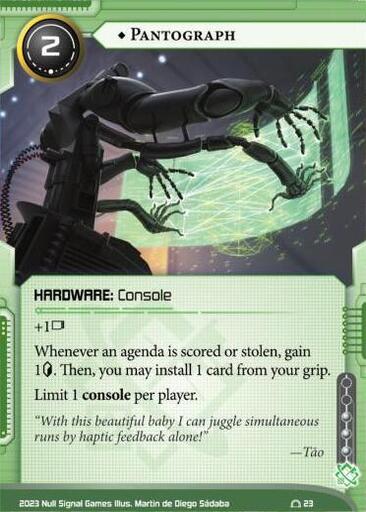 2
◆ Pantograph
HARDWARE: Console
+1
Whenever an agenda is scored or stolen, gain
1. Then, you may install 1 card from your grip.
Limit 1 console per player.
“With this beautiful baby I can juggle simultaneous
runs by haptic feedback alone!”
—Tāo
2023 Null Signal Games Illus. Martin de Diego Sádaba
23